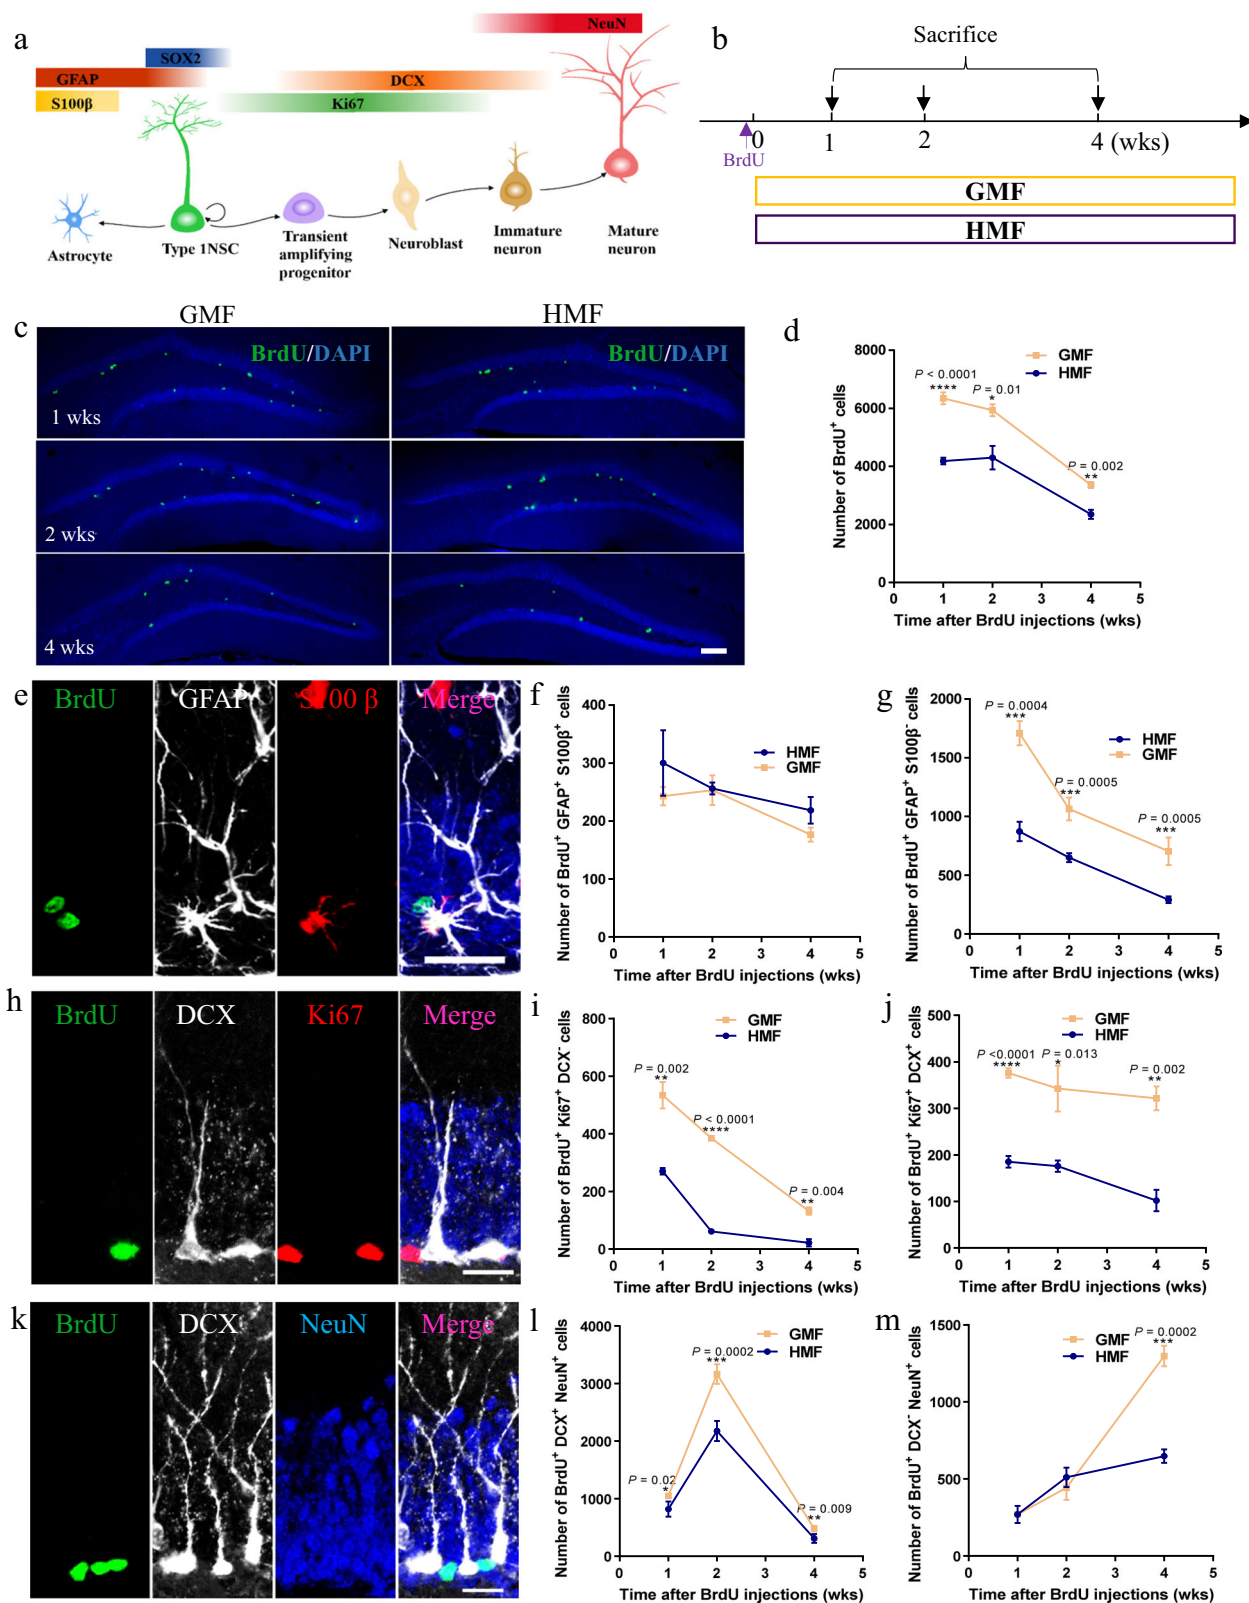 a
NeuN
SOX2
GFAP
DCX
S100β
Ki67
Astrocyte
Type 1NSC
Transient
amplifying
progenitor
Neuroblast
Immature
neuron
Mature
neuron
b
Sacrifice
BrdU
0
1
2
4 (wks)
GMF
HMF
c
GMF
HMF
BrdU/DAPI
BrdU/DAPI
1 wks
2 wks
4 wks
d
GMF
HMF
P < 0.0001
****
P = 0.01
*
P = 0.002
**
Number of BrdU⁺ cells
8000
6000
4000
2000
0
0 1 2 3 4 5
Time after BrdU injections (wks)
e
BrdU
GFAP
S100 β
Merge
f
HMF
GMF
Number of BrdU⁺ GFAP⁺ S100β⁺ cells
400
300
200
100
0
0 1 2 3 4 5
Time after BrdU injections (wks)
g
P = 0.0004
***
HMF
GMF
P = 0.0005
***
P = 0.0005
***
Number of BrdU⁺ GFAP⁺ S100β⁻ cells
2000
1500
1000
500
0
0 1 2 3 4 5
Time after BrdU injections (wks)
h
BrdU
DCX
Ki67
Merge
i
GMF
HMF
P = 0.002
**
P < 0.0001
****
P = 0.004
**
Number of BrdU⁺ Ki67⁺ DCX⁻ cells
800
600
400
200
0
0 1 2 3 4 5
Time after BrdU injections (wks)
j
GMF
HMF
P <0.0001
****
P = 0.013
*
P = 0.002
**
Number of BrdU⁺ Ki67⁺ DCX⁺ cells
500
400
300
200
100
0
0 1 2 3 4 5
Time after BrdU injections (wks)
k
BrdU
DCX
NeuN
Merge
l
GMF
HMF
P = 0.0002
***
P = 0.02
*
P = 0.009
**
Number of BrdU⁺ DCX⁺ NeuN⁺ cells
4000
3000
2000
1000
0
0 1 2 3 4 5
Time after BrdU injections (wks)
m
GMF
HMF
P = 0.0002
***
Number of BrdU⁺ DCX⁻ NeuN⁺ cells
1500
1000
500
0
0 1 2 3 4 5
Time after BrdU injections (wks)